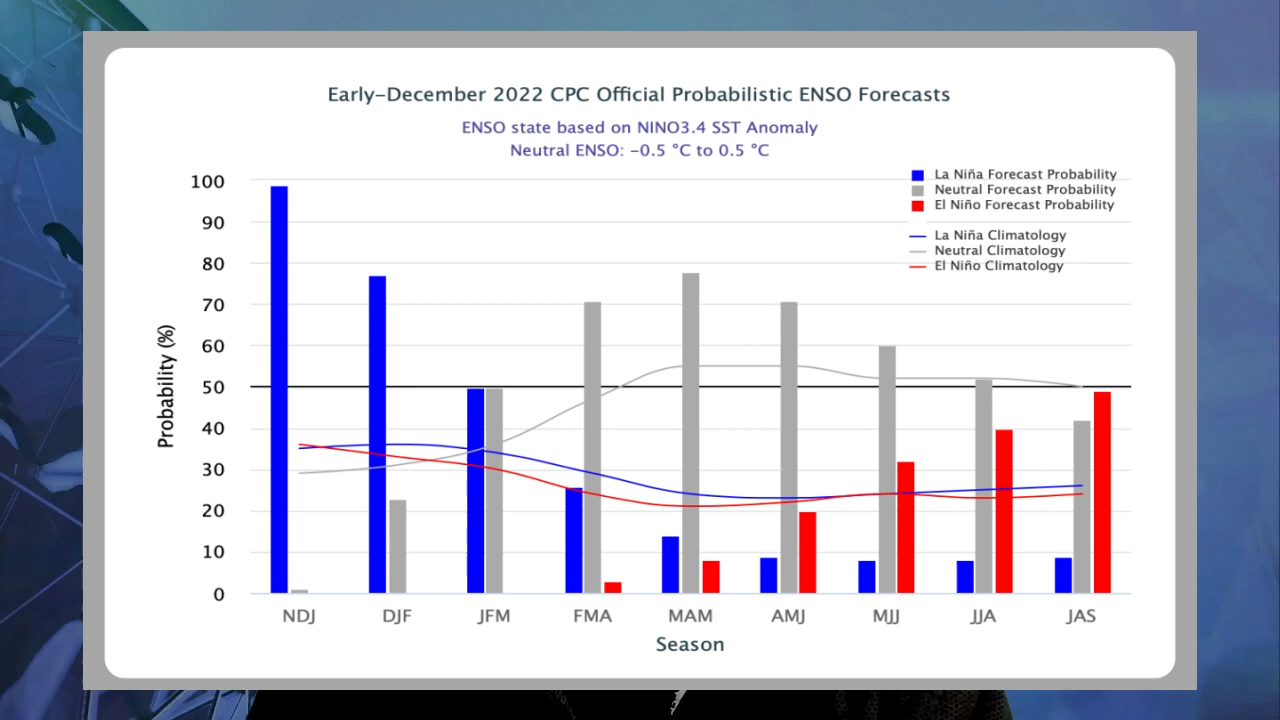 Early–December 2022 CPC Official Probabilistic ENSO Forecasts
ENSO state based on NINO3.4 SST Anomaly
Neutral ENSO: −0.5 °C to 0.5 °C
La Niña Forecast Probability
Neutral Forecast Probability
El Niño Forecast Probability
La Niña Climatology
Neutral Climatology
El Niño Climatology
Probability (%)
100
90
80
70
60
50
40
30
20
10
0
NDJ DJF JFM FMA MAM AMJ MJJ JJA JAS
Season